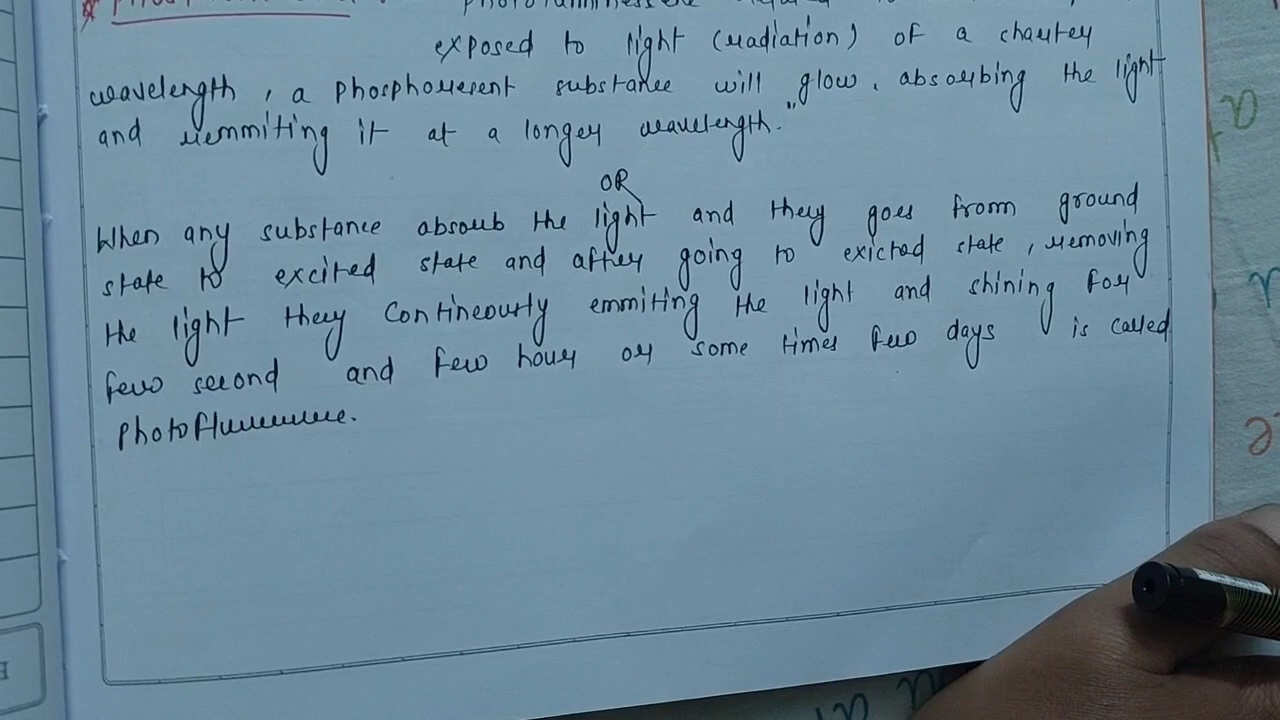 exposed to light (radiation) of a shorter
wavelength, a phosphorescent substance will glow, absorbing the light
and remmiting it at a longer wavelength."
OR
When any substance absorb the light and they goes from ground
state to excited state and after going to exicted state, removing
the light they Contineously emmiting the light and shining for
few second and few hour or some times few days is called